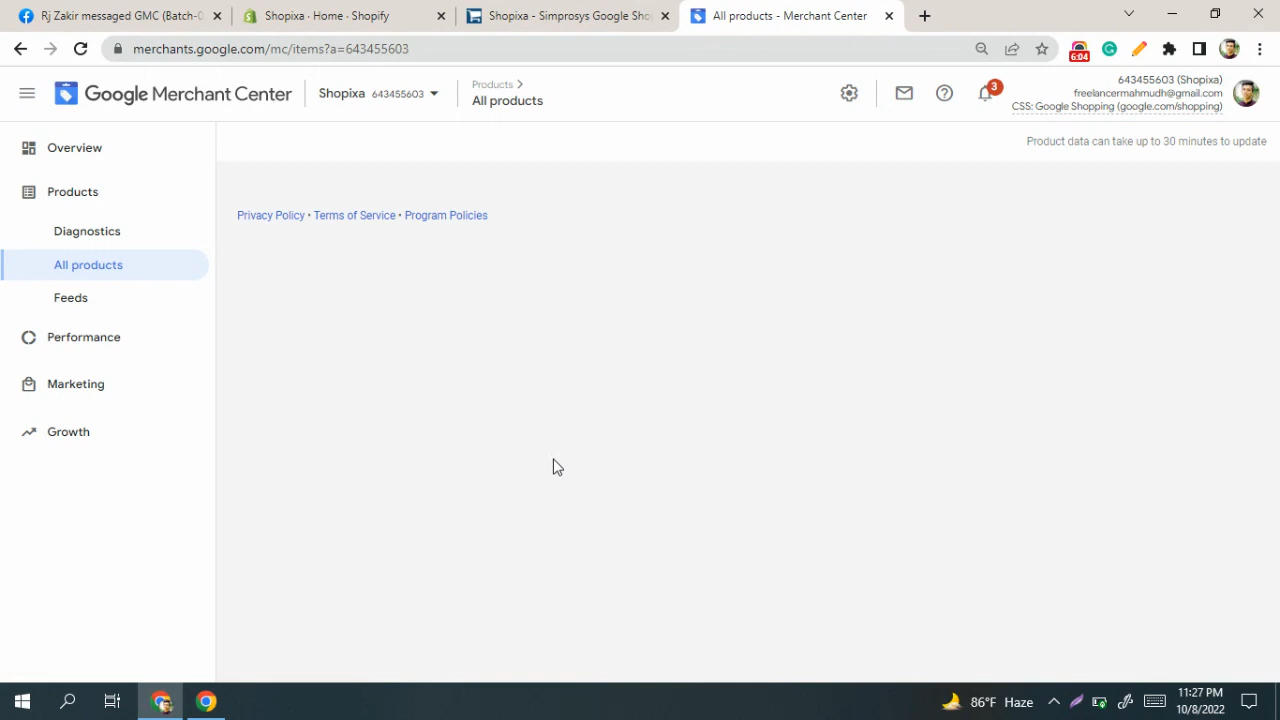 Rj Zakir messaged GMC (Batch-0
Shopixa · Home · Shopify
Shopixa - Simprosys Google Sho
All products - Merchant Center
merchants.google.com/mc/items?a=643455603
6:04
Google Merchant Center
Shopixa 643455603
Products
All products
3
643455603 (Shopixa)
freelancermahmudh@gmail.com
CSS: Google Shopping (google.com/shopping)
Overview
Product data can take up to 30 minutes to update
Products
Privacy Policy • Terms of Service • Program Policies
Diagnostics
All products
Feeds
Performance
Marketing
Growth
86°F Haze
11:27 PM
10/8/2022